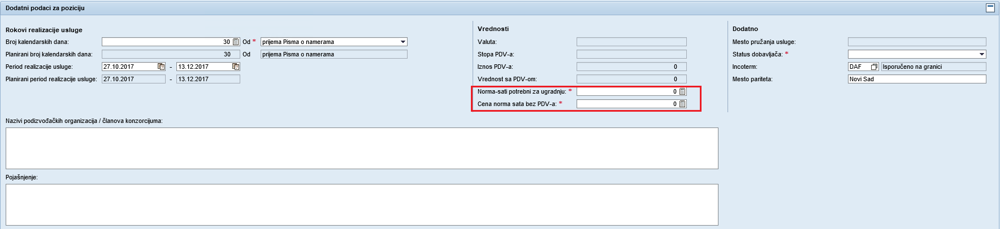 Dodatni podaci za poziciju
Rokovi realizacije usluge
Broj kalendarskih dana: 30 Od * prijema Pisma o namerama
Planirani broj kalendarskih dana: 30 Od prijema Pisma o namerama
Period realizacije usluge: 27.10.2017 - 13.12.2017
Planirani period realizacije usluge: 27.10.2017 - 13.12.2017
Vrednosti
Valuta:
Stopa PDV-a:
Iznos PDV-a: 0
Vrednost sa PDV-om: 0
Norma-sati potrebni za ugradnju: * 0
Cena norma sata bez PDV-a: * 0
Dodatno
Mesto pružanja usluge:
Status dobavljača: *
Incoterm: DAF Isporučeno na granici
Mesto pariteta: Novi Sad
Nazivi podizvođačkih organizacija / članova konzorcijuma:
Pojašnjenje: